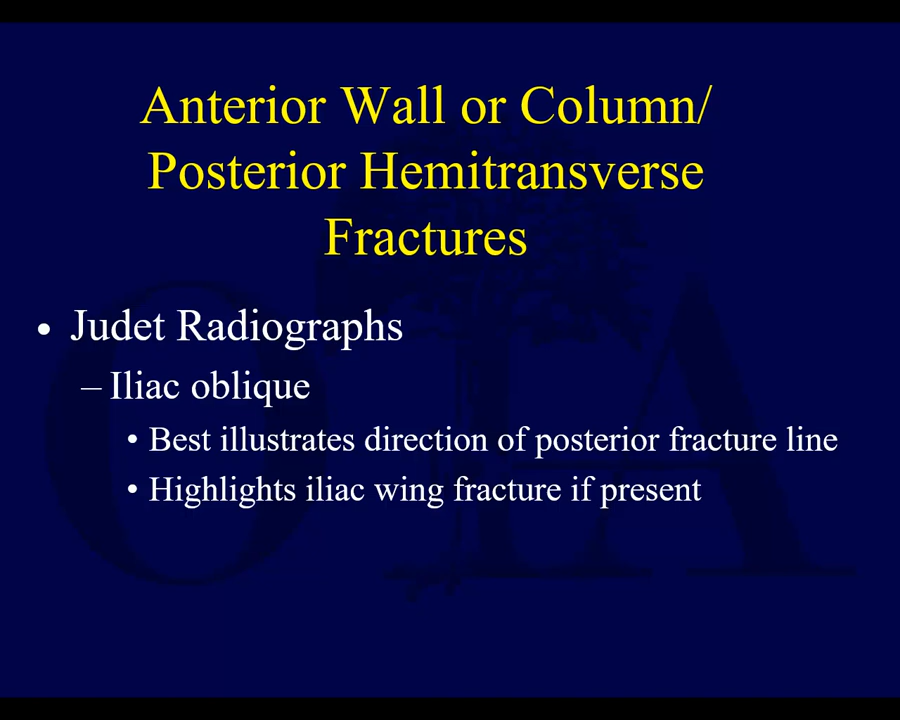 Anterior Wall or Column/
Posterior Hemitransverse
Fractures
• Judet Radiographs
– Iliac oblique
• Best illustrates direction of posterior fracture line
• Highlights iliac wing fracture if present
OTA